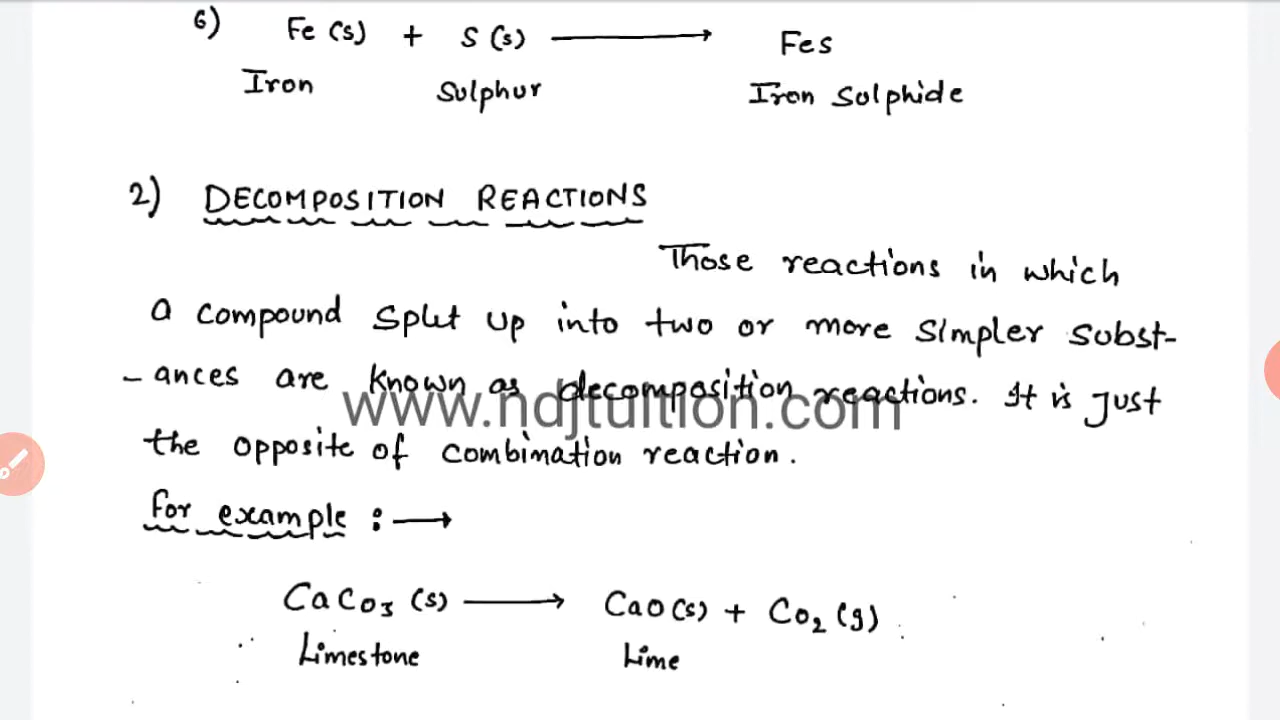 6) Fe (s) + S (s) ⟶ Fes
Iron Sulphur Iron Sulphide
2) DECOMPOSITION REACTIONS
Those reactions in which
a compound split up into two or more simpler subst-
-ances are known as decomposition reactions. It is just
www.ndjtuition.com
the opposite of combination reaction.
For example : ⟶
CaCo₃ (s) ⟶ CaO(s) + Co₂ (g)
Limestone Lime